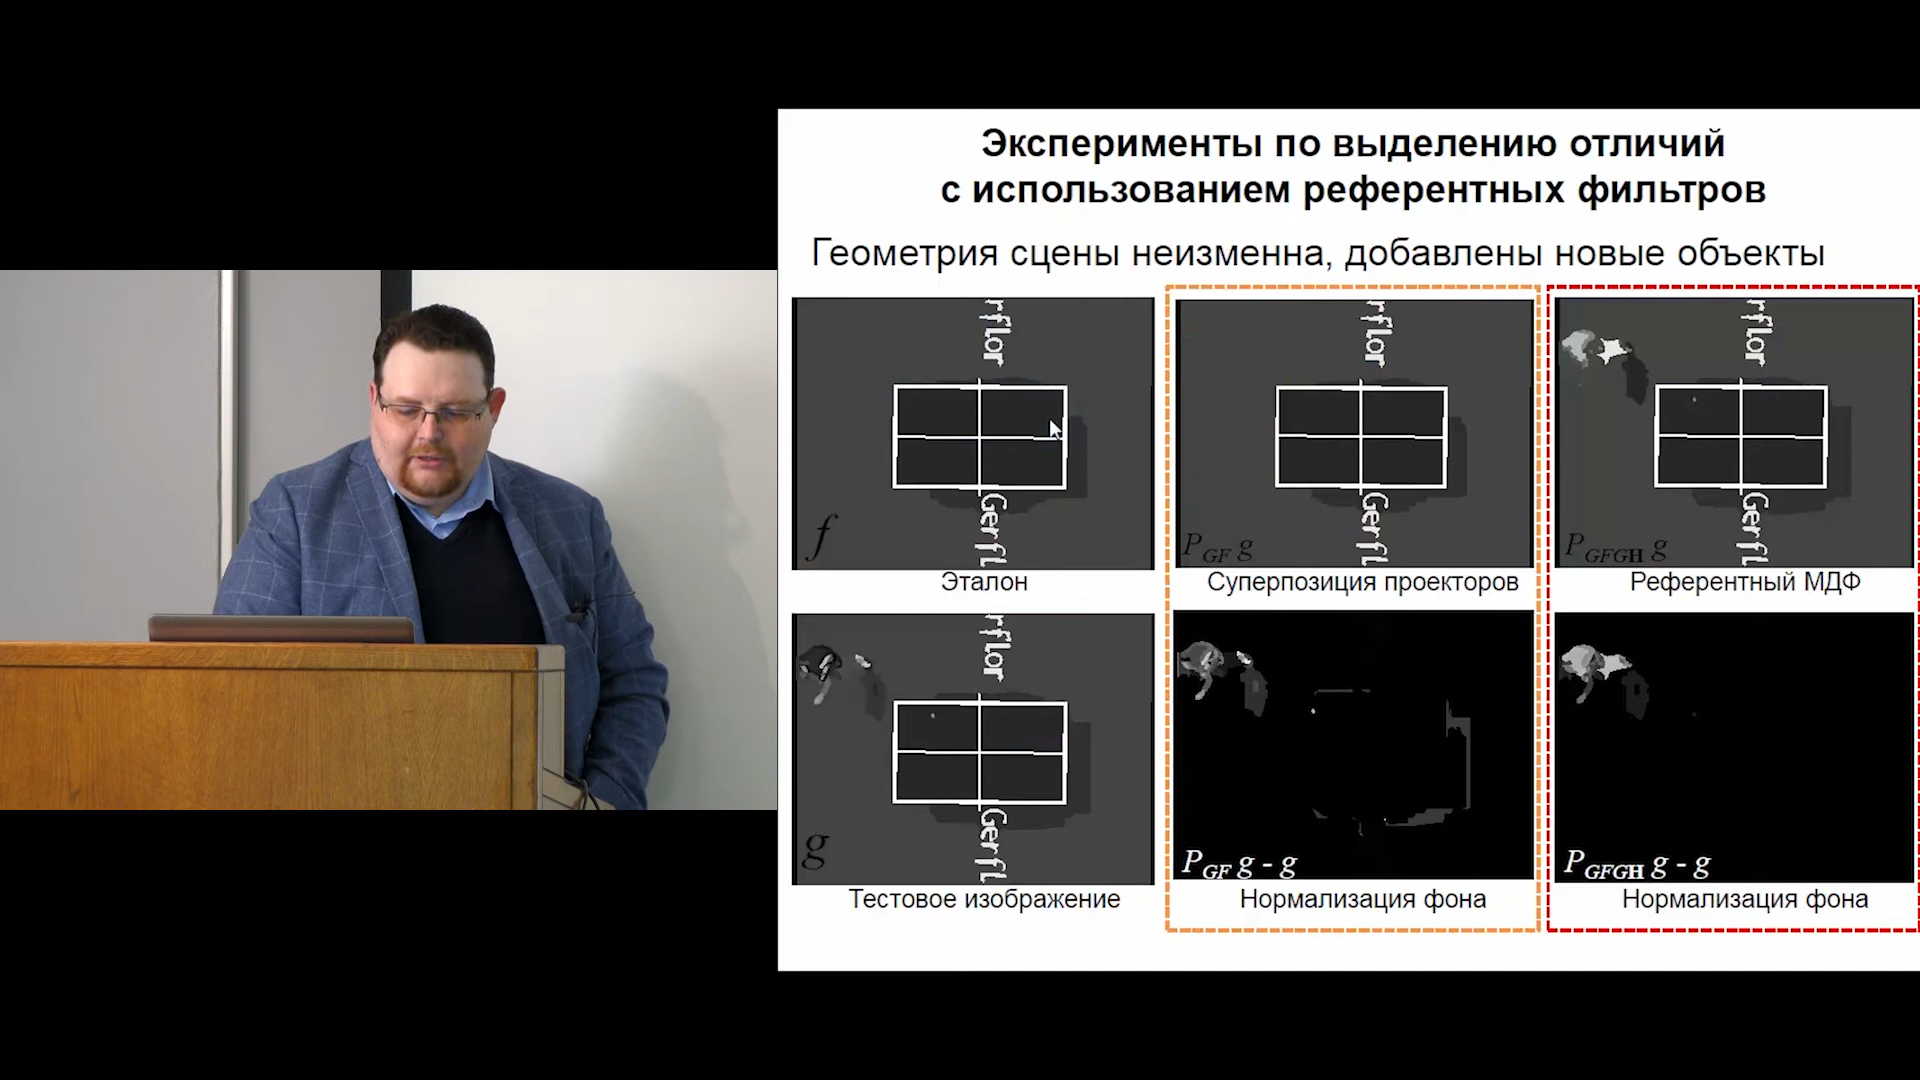 Эксперименты по выделению отличий
с использованием референтных фильтров
Геометрия сцены неизменна, добавлены новые объекты
rflor
Gerfl
f
Эталон
rflor
Gerfl
P_GF g
Суперпозиция проекторов
rflor
Gerfl
P_GFGH g
Референтный МДФ
rflor
Gerfl
g
Тестовое изображение
P_GF g - g
Нормализация фона
P_GFGH g - g
Нормализация фона